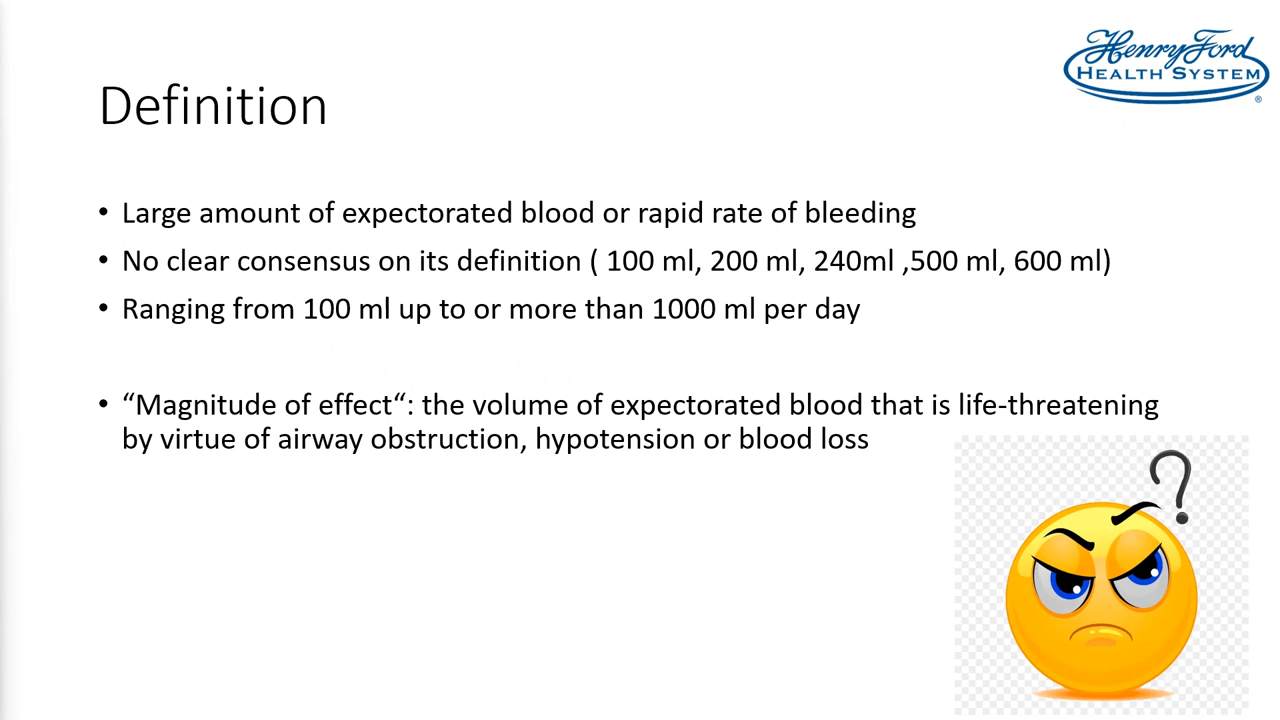 Henry Ford
HEALTH SYSTEM
®
Definition
• Large amount of expectorated blood or rapid rate of bleeding
• No clear consensus on its definition ( 100 ml, 200 ml, 240ml ,500 ml, 600 ml)
• Ranging from 100 ml up to or more than 1000 ml per day
• “Magnitude of effect“: the volume of expectorated blood that is life-threatening
by virtue of airway obstruction, hypotension or blood loss
?